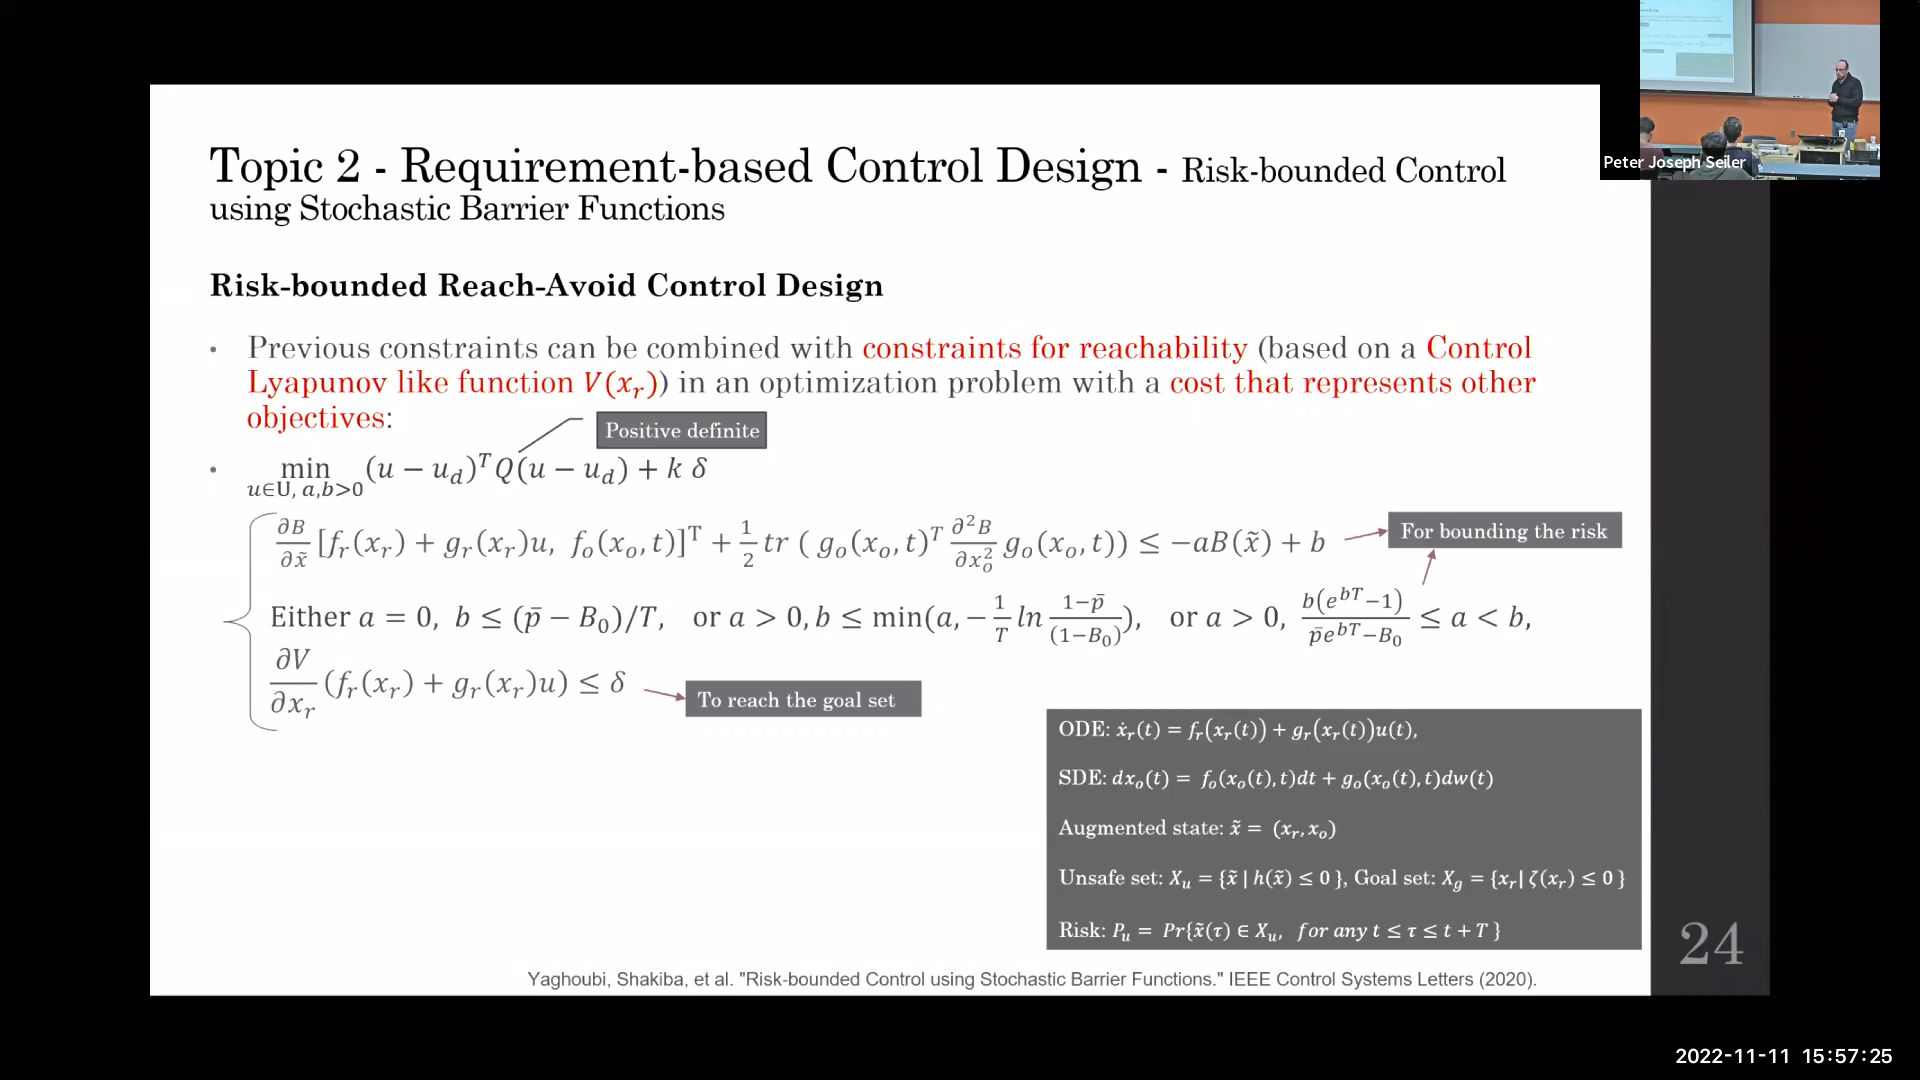 Topic 2 - Requirement-based Control Design - Risk-bounded Control
using Stochastic Barrier Functions
Peter Joseph Seiler
Risk-bounded Reach-Avoid Control Design
• Previous constraints can be combined with constraints for reachability (based on a Control
Lyapunov like function V(x_r)) in an optimization problem with a cost that represents other
objectives:
Positive definite
• min_{u∈U, a,b>0} (u − u_d)^T Q(u − u_d) + k δ
∂B/∂x̃ [f_r(x_r) + g_r(x_r)u, f_o(x_o, t)]^T + 1/2 tr ( g_o(x_o, t)^T ∂²B/∂x_o² g_o(x_o, t)) ≤ −aB(x̃) + b
For bounding the risk
Either a = 0, b ≤ (p̄ − B_0)/T, or a > 0, b ≤ min(a, − 1/T ln (1−p̄)/(1−B_0)), or a > 0, b(e^{bT}−1)/(p̄e^{bT}−B_0) ≤ a < b,
∂V/∂x_r (f_r(x_r) + g_r(x_r)u) ≤ δ
To reach the goal set
ODE: ẋ_r(t) = f_r(x_r(t)) + g_r(x_r(t))u(t),
SDE: dx_o(t) = f_o(x_o(t), t)dt + g_o(x_o(t), t)dw(t)
Augmented state: x̃ = (x_r, x_o)
Unsafe set: X_u = {x̃ | h(x̃) ≤ 0 }, Goal set: X_g = {x_r| ζ(x_r) ≤ 0 }
Risk: P_u = Pr{x̃(τ) ∈ X_u, for any t ≤ τ ≤ t + T }
24
Yaghoubi, Shakiba, et al. "Risk-bounded Control using Stochastic Barrier Functions." IEEE Control Systems Letters (2020).
2022-11-11 15:57:25